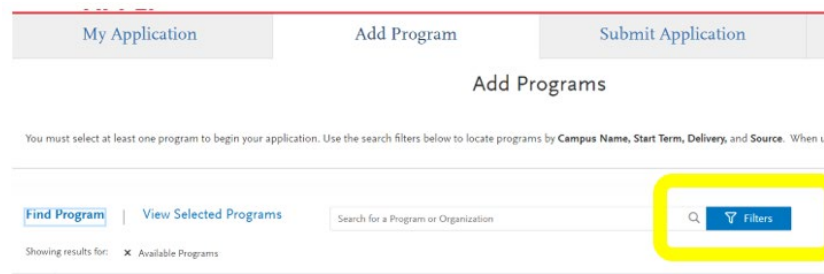 My Application Add Program Submit Application
Add Programs
You must select at least one program to begin your application. Use the search filters below to locate programs by Campus Name, Start Term, Delivery, and Source. When u
Find Program | View Selected Programs Search for a Program or Organization Filters
Showing results for: × Available Programs